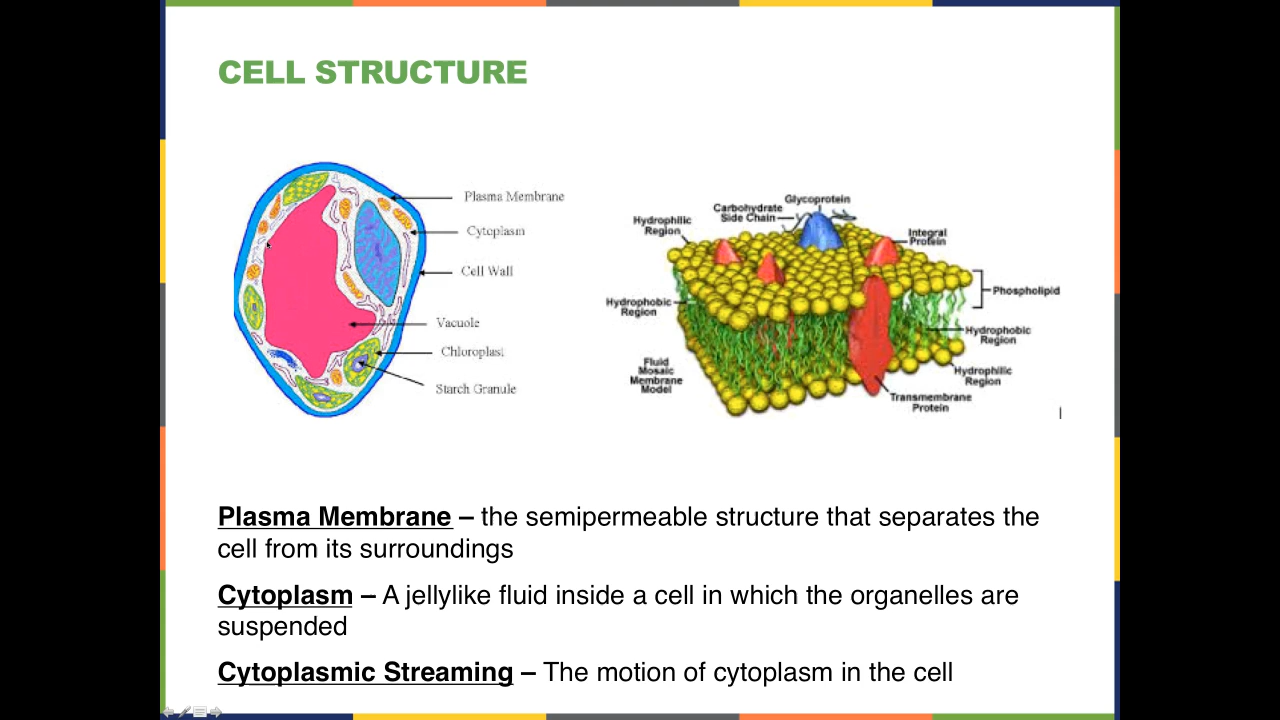 CELL STRUCTURE
Plasma Membrane
Cytoplasm
Cell Wall
Vacuole
Chloroplast
Starch Granule
Glycoprotein
Carbohydrate
Side Chain
Hydrophilic
Region
Integral
Protein
Phospholipid
Hydrophobic
Region
Hydrophobic
Region
Fluid
Mosaic
Membrane
Model
Hydrophilic
Region
Transmembrane
Protein
Plasma Membrane – the semipermeable structure that separates the
cell from its surroundings
Cytoplasm – A jellylike fluid inside a cell in which the organelles are
suspended
Cytoplasmic Streaming – The motion of cytoplasm in the cell